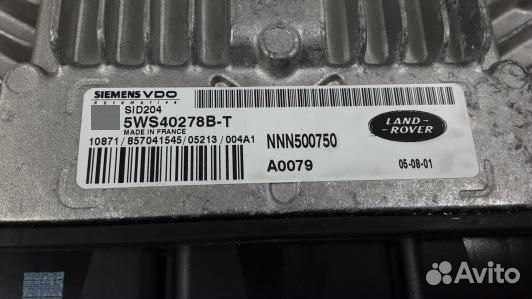 SIEMENS VDO
Automotive
SID204
5WS40278B-T
MADE IN FRANCE
10871/857041545/05213/004A1
NNN500750
A0079
LAND-
-ROVER
05-08-01
Avito